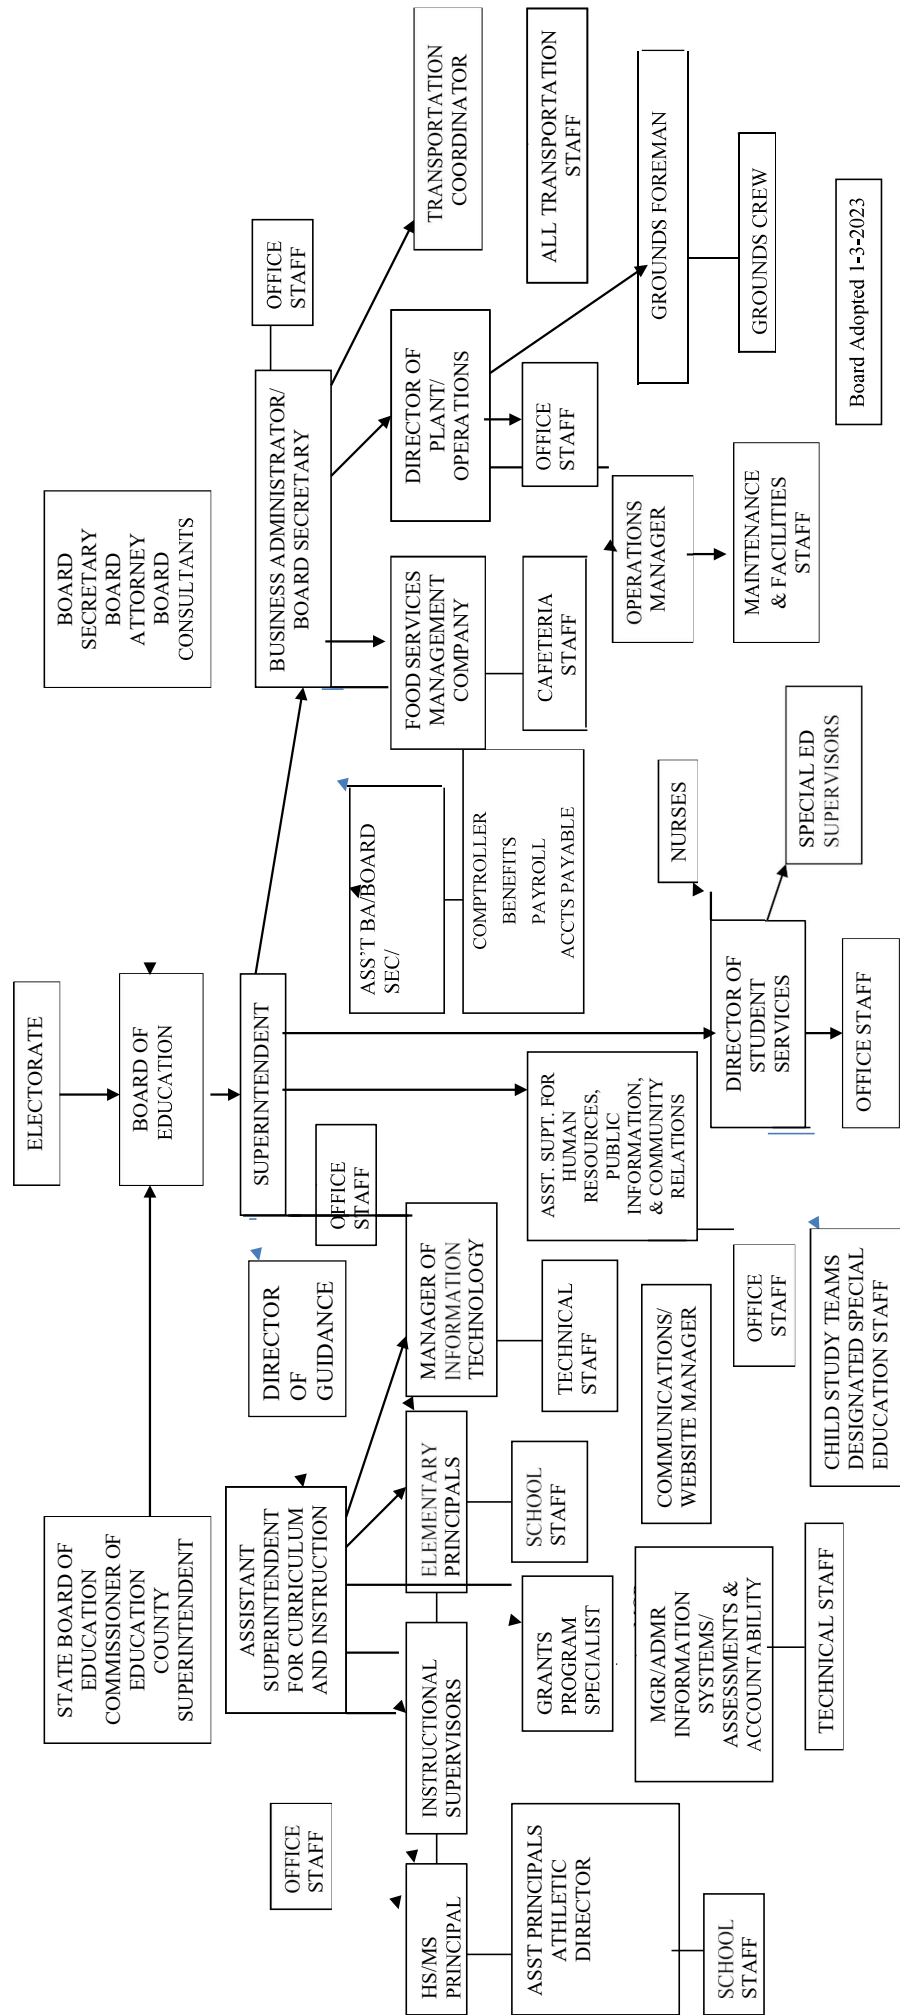 ELECTORATE
STATE BOARD OF
EDUCATION
COMMISSIONER OF
EDUCATION
COUNTY
SUPERINTENDENT
BOARD OF
EDUCATION
BOARD
SECRETARY
BOARD
ATTORNEY
BOARD
CONSULTANTS
SUPERINTENDENT
OFFICE
STAFF
ASSISTANT
SUPERINTENDENT
FOR CURRICULUM
AND INSTRUCTION
DIRECTOR
OF
GUIDANCE
OFFICE
STAFF
BUSINESS ADMINISTRATOR/
BOARD SECRETARY
OFFICE
STAFF
HS/MS
PRINCIPAL
INSTRUCTIONAL
SUPERVISORS
ELEMENTARY
PRINCIPALS
MANAGER OF
INFORMATION
TECHNOLOGY
ASS’T BA/BOARD
SEC/
FOOD SERVICES
MANAGEMENT
COMPANY
DIRECTOR OF
PLANT/
OPERATIONS
TRANSPORTATION
COORDINATOR
ASST PRINCIPALS
ATHLETIC
DIRECTOR
GRANTS
PROGRAM
SPECIALIST
SCHOOL
STAFF
TECHNICAL
STAFF
ASST. SUPT. FOR
HUMAN
RESOURCES,
PUBLIC
INFORMATION,
& COMMUNITY
RELATIONS
COMPTROLLER
BENEFITS
PAYROLL
ACCTS PAYABLE
CAFETERIA
STAFF
OFFICE
STAFF
ALL TRANSPORTATION
STAFF
MGR/ADMR
INFORMATION
SYSTEMS/
ASSESSMENTS &
ACCOUNTABILITY
COMMUNICATIONS/
WEBSITE MANAGER
NURSES
OPERATIONS
MANAGER
GROUNDS FOREMAN
SCHOOL
STAFF
OFFICE
STAFF
DIRECTOR OF
STUDENT
SERVICES
MAINTENANCE
& FACILITIES
STAFF
GROUNDS CREW
TECHNICAL STAFF
CHILD STUDY TEAMS
DESIGNATED SPECIAL
EDUCATION STAFF
OFFICE STAFF
SPECIAL ED
SUPERVISORS
Board Adopted 1-3-2023